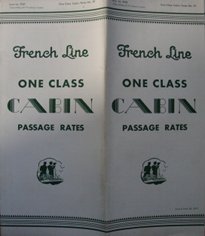 French Line
ONE CLASS
CABIN
PASSAGE RATES
French Line
ONE CLASS
CABIN
PASSAGE RATES